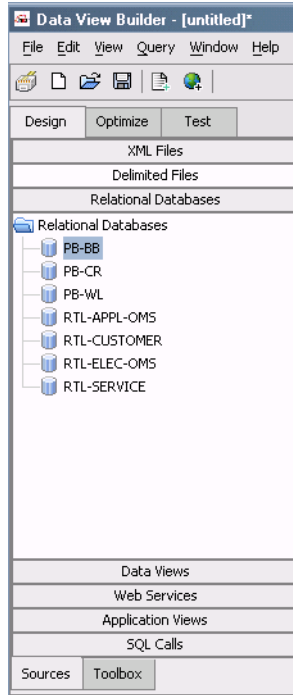 Data View Builder - [untitled]*
File Edit View Query Window Help
Design Optimize Test
XML Files
Delimited Files
Relational Databases
Relational Databases
PB-BB
PB-CR
PB-WL
RTL-APPL-OMS
RTL-CUSTOMER
RTL-ELEC-OMS
RTL-SERVICE
Data Views
Web Services
Application Views
SQL Calls
Sources Toolbox